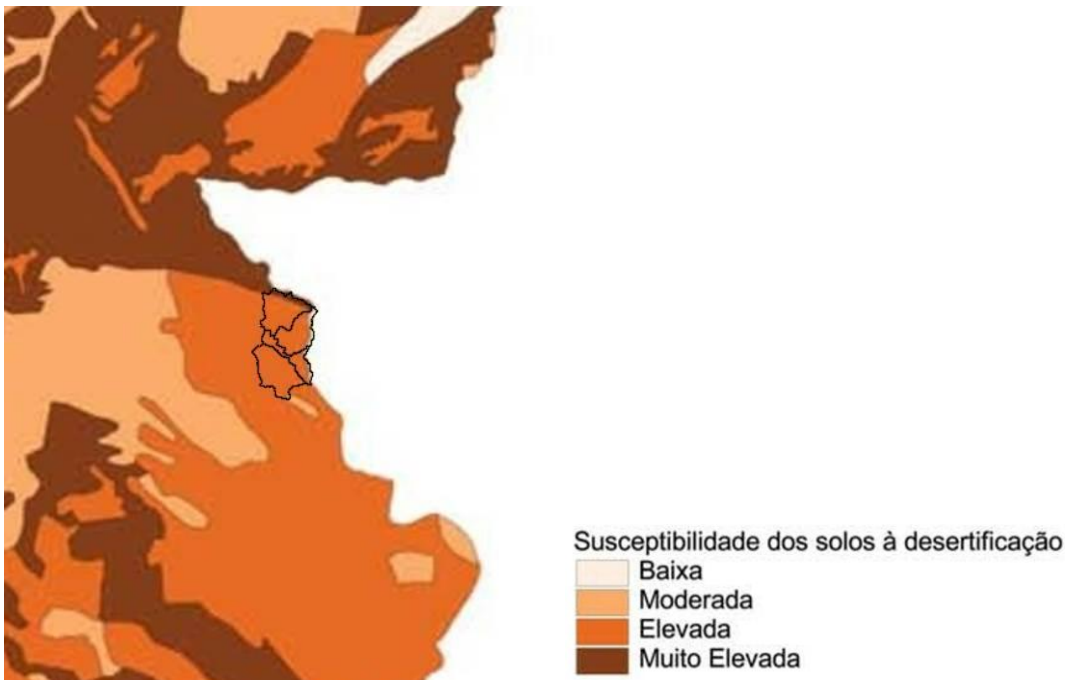 Susceptibilidade dos solos à desertificação
Baixa
Moderada
Elevada
Muito Elevada